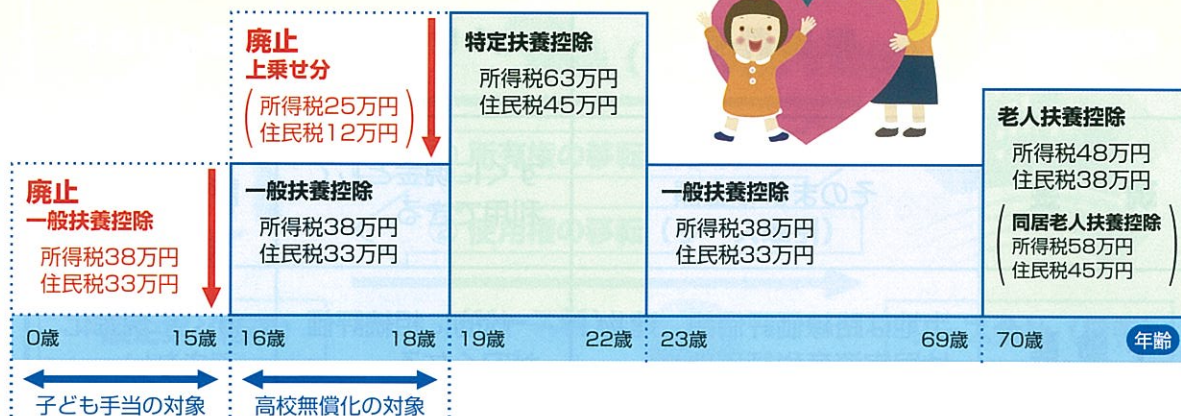 廃止
上乗せ分
所得税25万円
住民税12万円
特定扶養控除
所得税63万円
住民税45万円
廃止
一般扶養控除
所得税38万円
住民税33万円
一般扶養控除
所得税38万円
住民税33万円
一般扶養控除
所得税38万円
住民税33万円
老人扶養控除
所得税48万円
住民税38万円
同居老人扶養控除
所得税58万円
住民税45万円
0歳 15歳 16歳 18歳 19歳 22歳 23歳 69歳 70歳 年齢
子ども手当の対象 高校無償化の対象